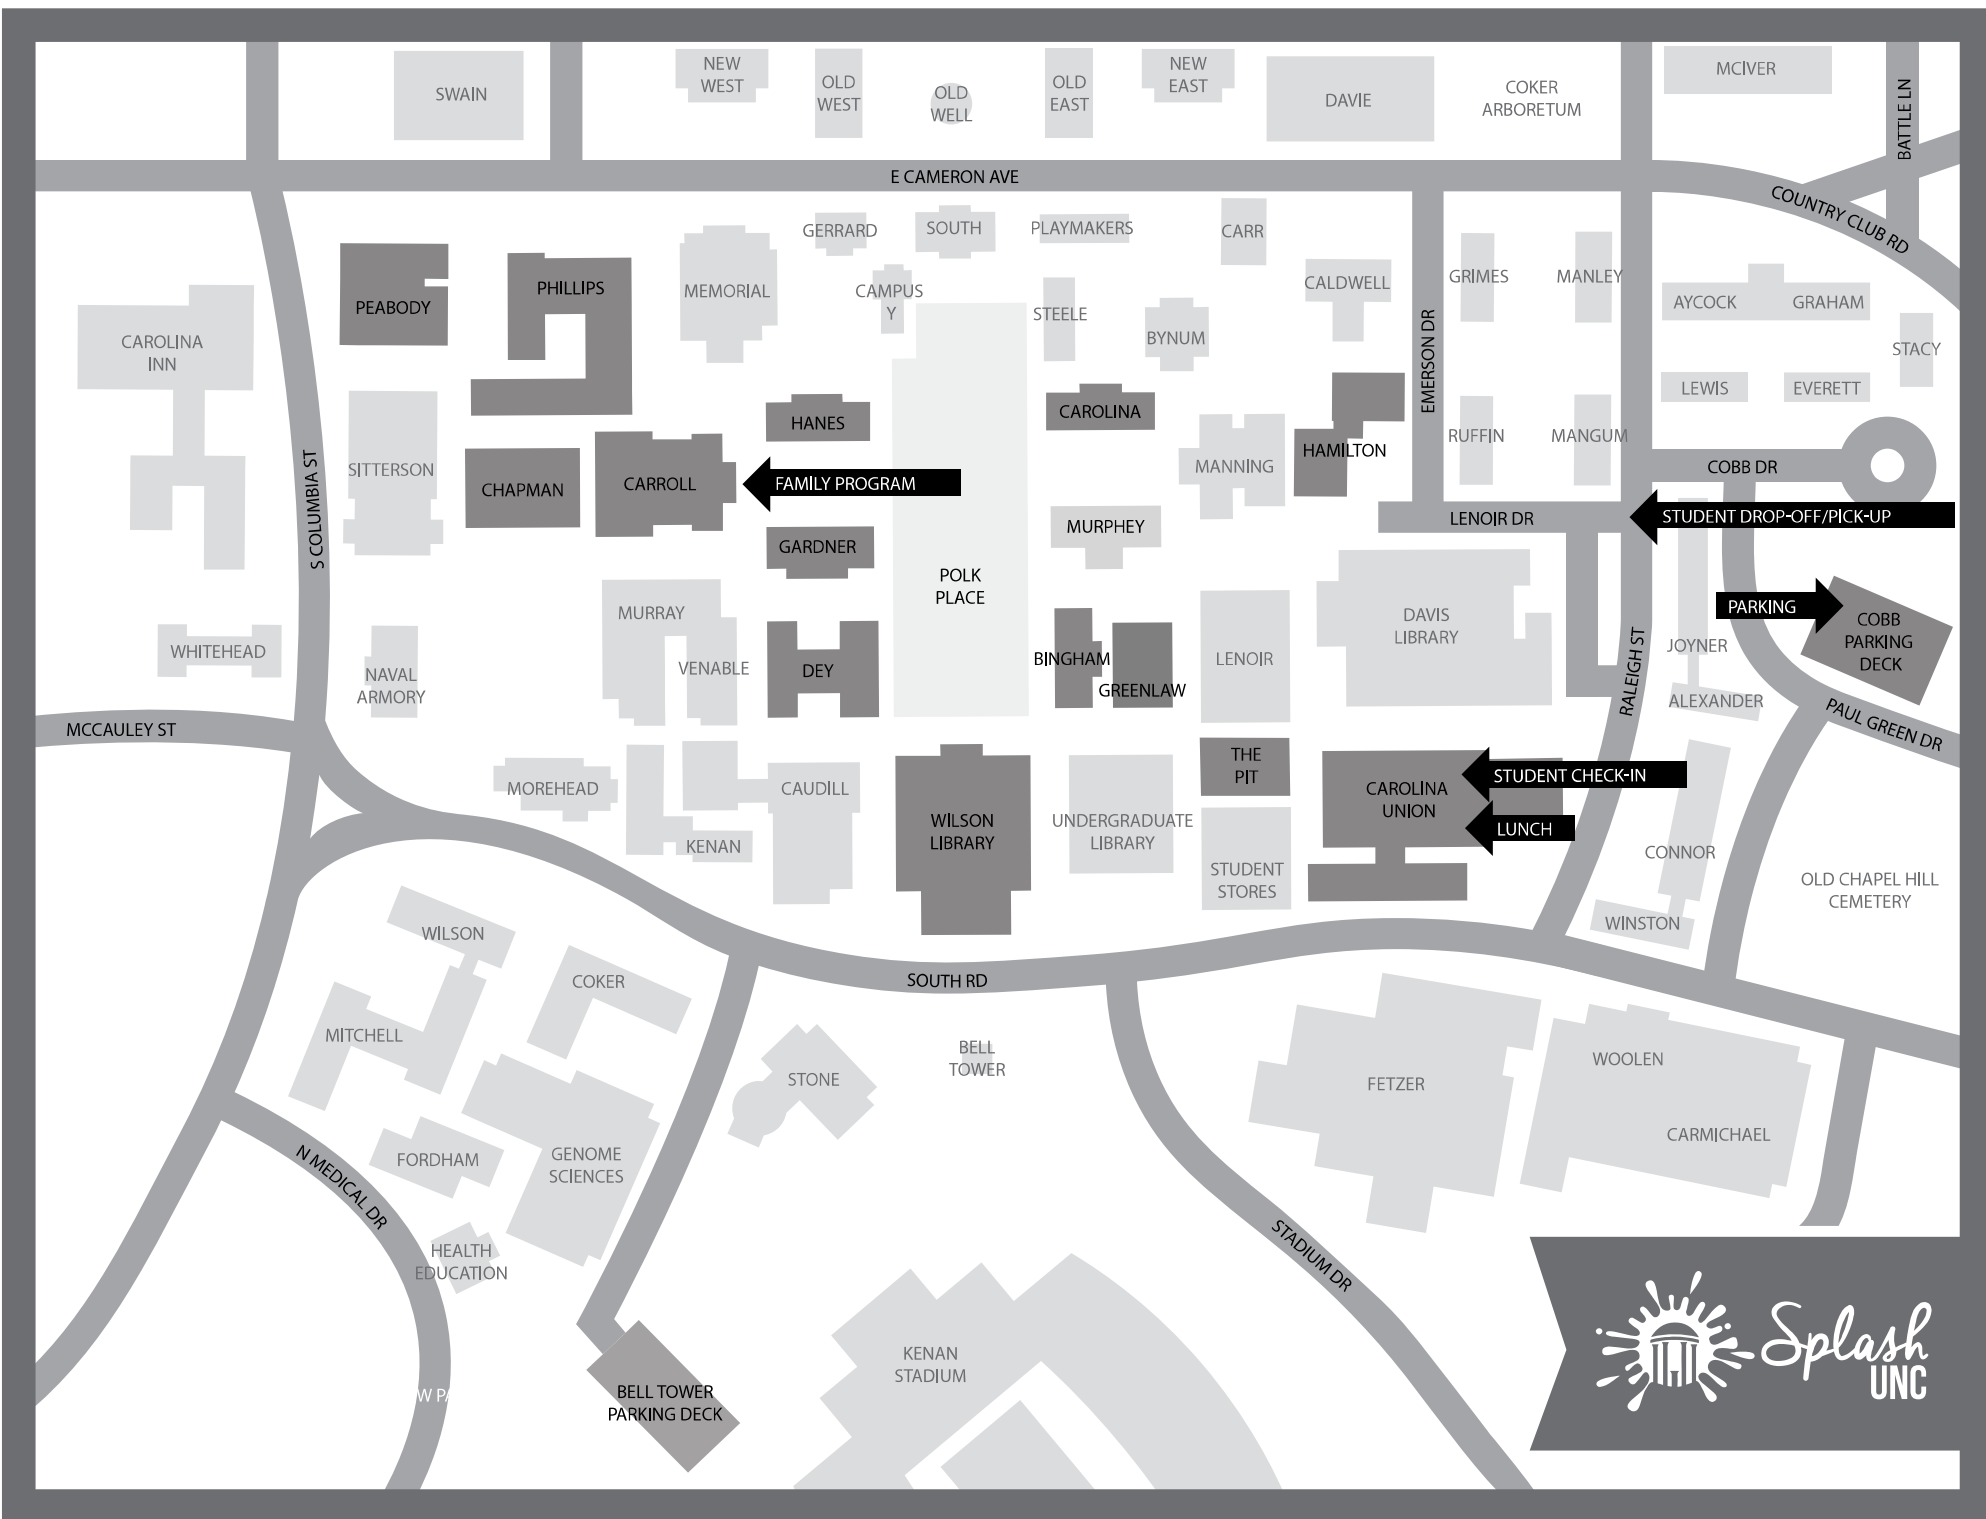 SWAIN
NEW
WEST
OLD
WEST
OLD
WELL
OLD
EAST
NEW
EAST
DAVIE
COKER
ARBORETUM
MCIVER
BATTLE LN
E CAMERON AVE
COUNTRY CLUB RD
GERRARD
SOUTH
PLAYMAKERS
CARR
PEABODY
PHILLIPS
MEMORIAL
CAMPUS
Y
STEELE
BYNUM
CALDWELL
GRIMES
MANLEY
AYCOCK
GRAHAM
STACY
CAROLINA
INN
EMERSON DR
LEWIS
EVERETT
HANES
CAROLINA
RUFFIN
MANGUM
S COLUMBIA ST
SITTERSON
CHAPMAN
CARROLL
FAMILY PROGRAM
MANNING
HAMILTON
COBB DR
LENOIR DR
STUDENT DROP-OFF/PICK-UP
GARDNER
MURPHEY
POLK
PLACE
MURRAY
VENABLE
DEY
BINGHAM
GREENLAW
LENOIR
DAVIS
LIBRARY
RALEIGH ST
JOYNER
PARKING
COBB
PARKING
DECK
WHITEHEAD
NAVAL
ARMORY
ALEXANDER
PAUL GREEN DR
MCCAULEY ST
MOREHEAD
KENAN
CAUDILL
WILSON
LIBRARY
UNDERGRADUATE
LIBRARY
THE
PIT
STUDENT
STORES
CAROLINA
UNION
STUDENT CHECK-IN
LUNCH
CONNOR
WINSTON
OLD CHAPEL HILL
CEMETERY
WILSON
COKER
SOUTH RD
MITCHELL
STONE
BELL
TOWER
FETZER
WOOLEN
CARMICHAEL
FORDHAM
GENOME
SCIENCES
N MEDICAL DR
HEALTH
EDUCATION
STADIUM DR
KENAN
STADIUM
W PA
BELL TOWER
PARKING DECK
Splash
UNC